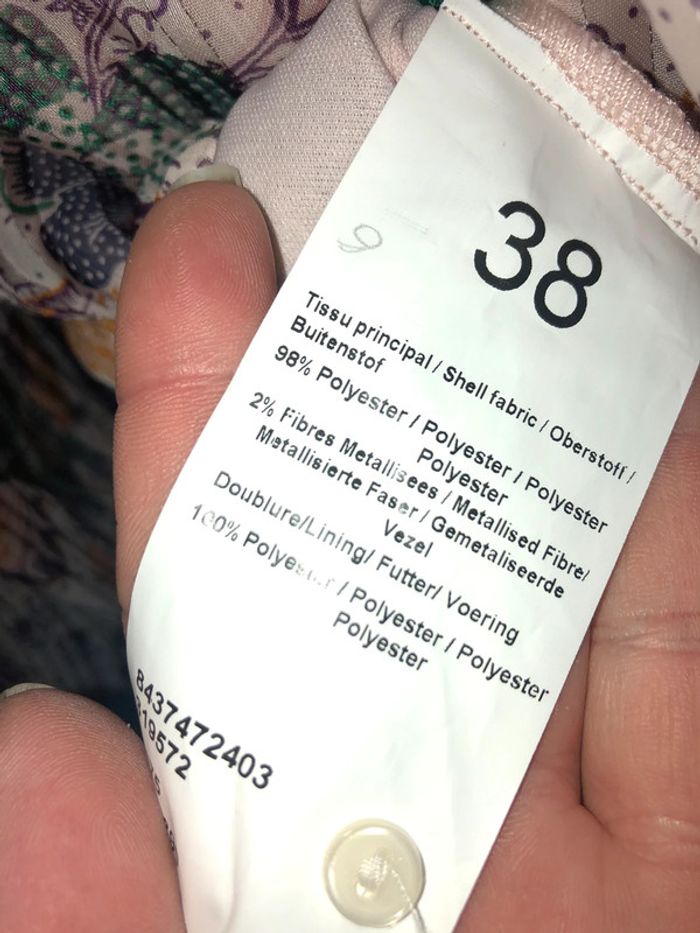 38
Tissu principal / Shell fabric / Oberstoff /
Buitenstof
98% Polyester / Polyester / Polyester
Polyester
2% Fibres Metallisees / Metallised Fibre/
Metallisierte Faser / Gemetaliseerde
Vezel
Doublure/Lining/ Futter/ Voering
100% Polyester / Polyester / Polyester
Polyester
8437472403
19572